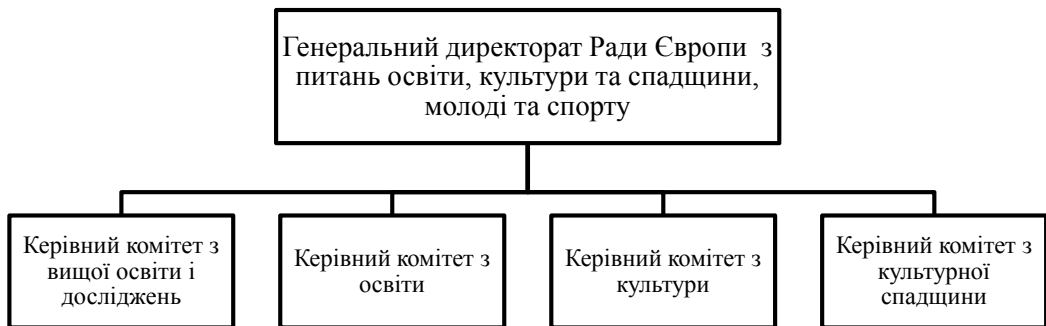 Генеральний директорат Ради Європи з
питань освіти, культури та спадщини,
молоді та спорту
Керівний комітет з
вищої освіти і
досліджень
Керівний комітет з
освіти
Керівний комітет з
культури
Керівний комітет з
культурної
спадщини